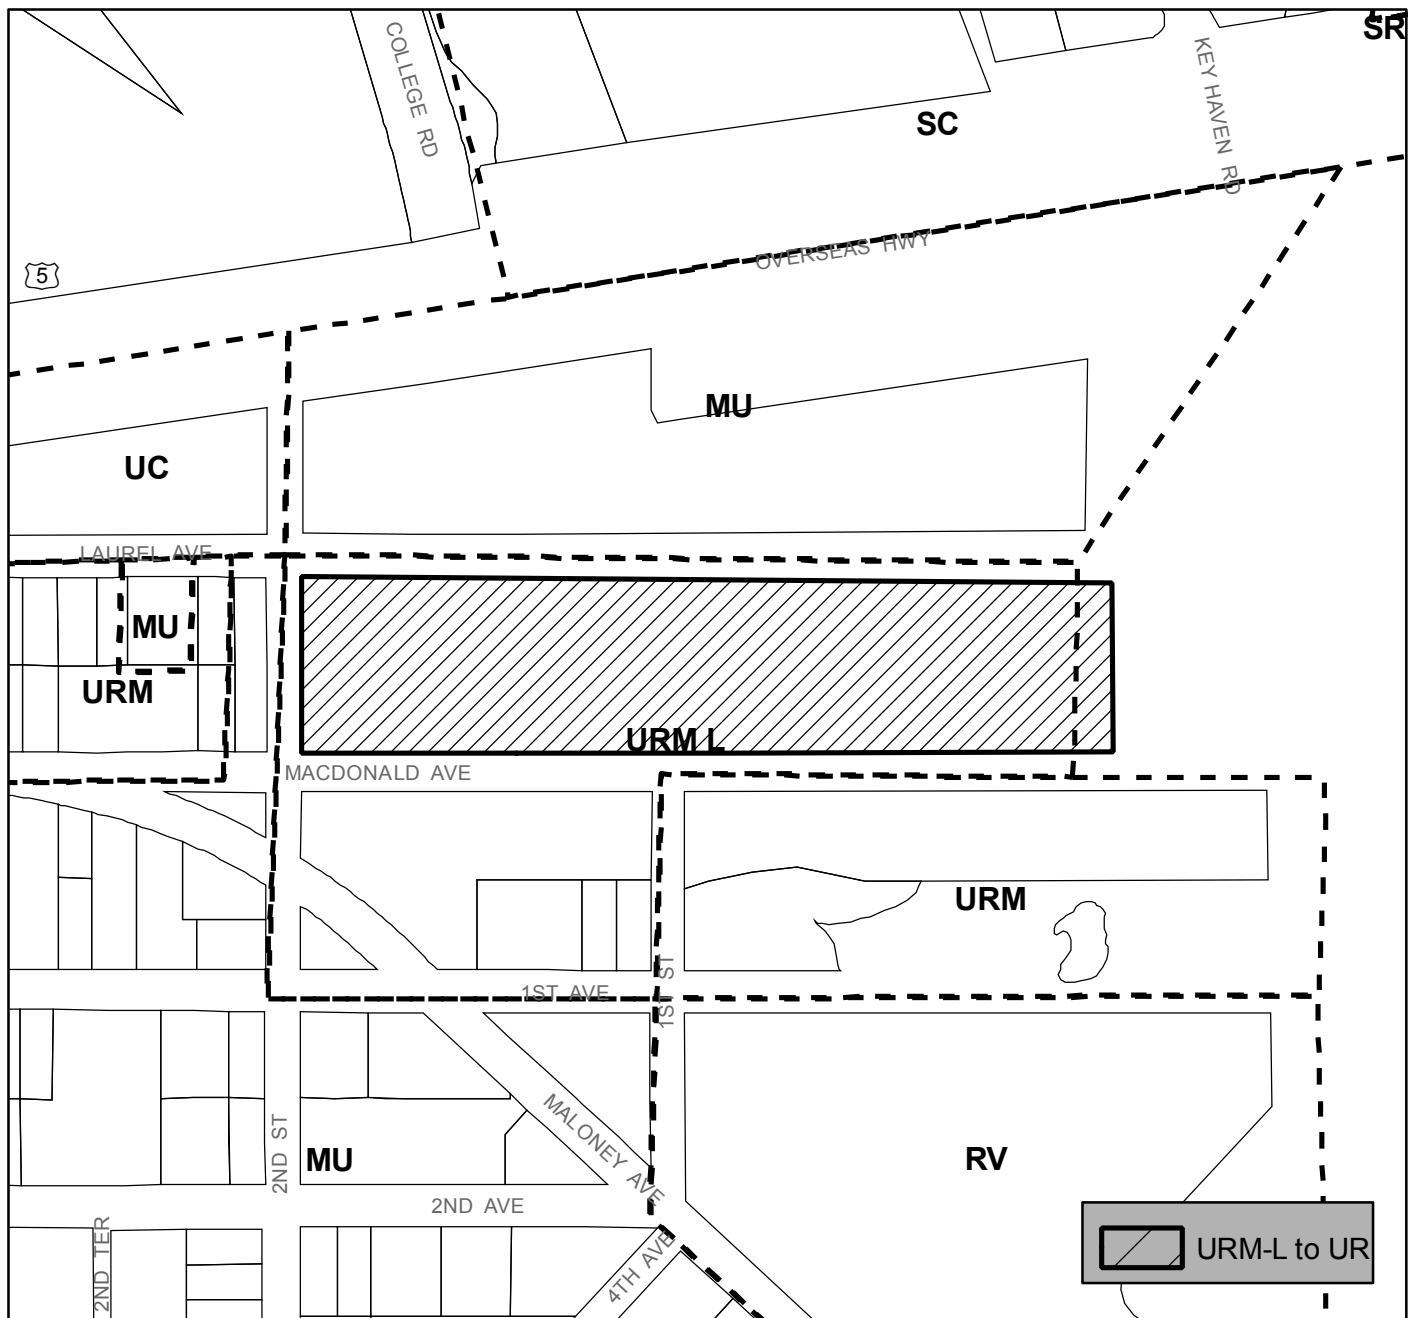 SR
COLLEGE RD
KEY HAVEN RD
SC
OVERSEAS HWY
5
MU
UC
LAUREL AVE
MU
URM
URM L
MACDONALD AVE
URM
1ST AVE
1ST ST
MALONEY AVE
2ND ST
MU
RV
2ND AVE
2ND TER
4TH AVE
URM-L to UR